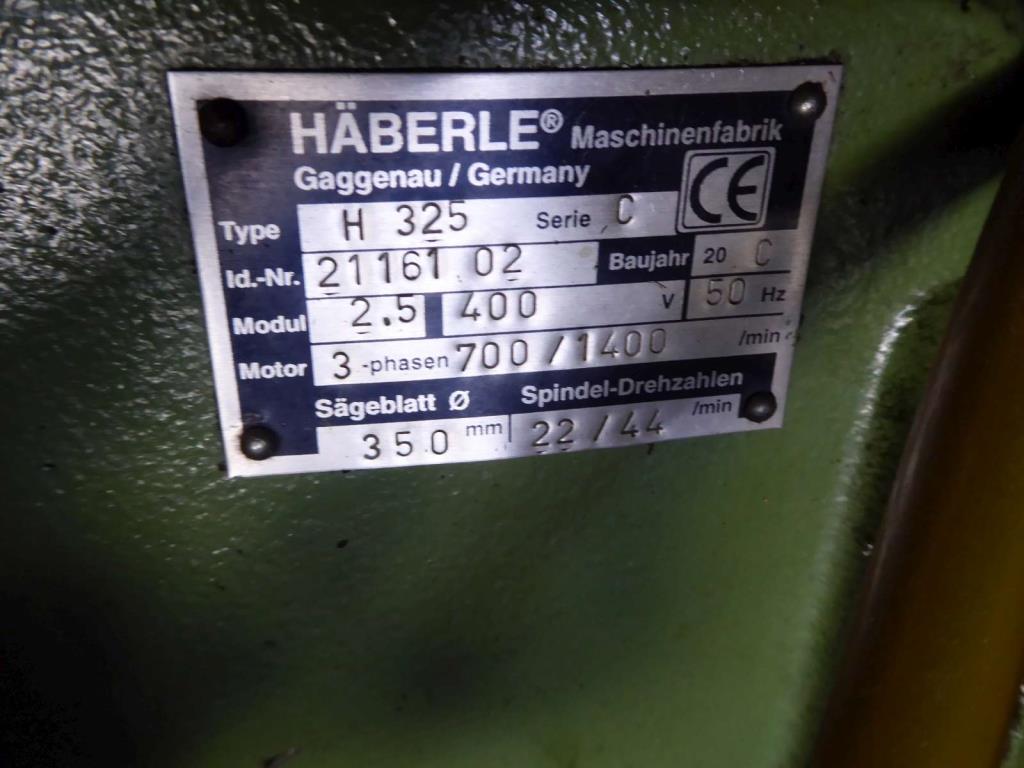 HÄBERLE® Maschinenfabrik
Gaggenau / Germany CE
Type H 325 Serie C
Id.-Nr. 21161 02 Baujahr 20 C
Modul 2.5 400 V 50 Hz
Motor 3 -phasen 700/1400 /min
Sägeblatt Ø Spindel-Drehzahlen
350 mm 22/44 /min